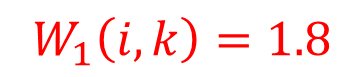 W₁(i,k) = 1.8